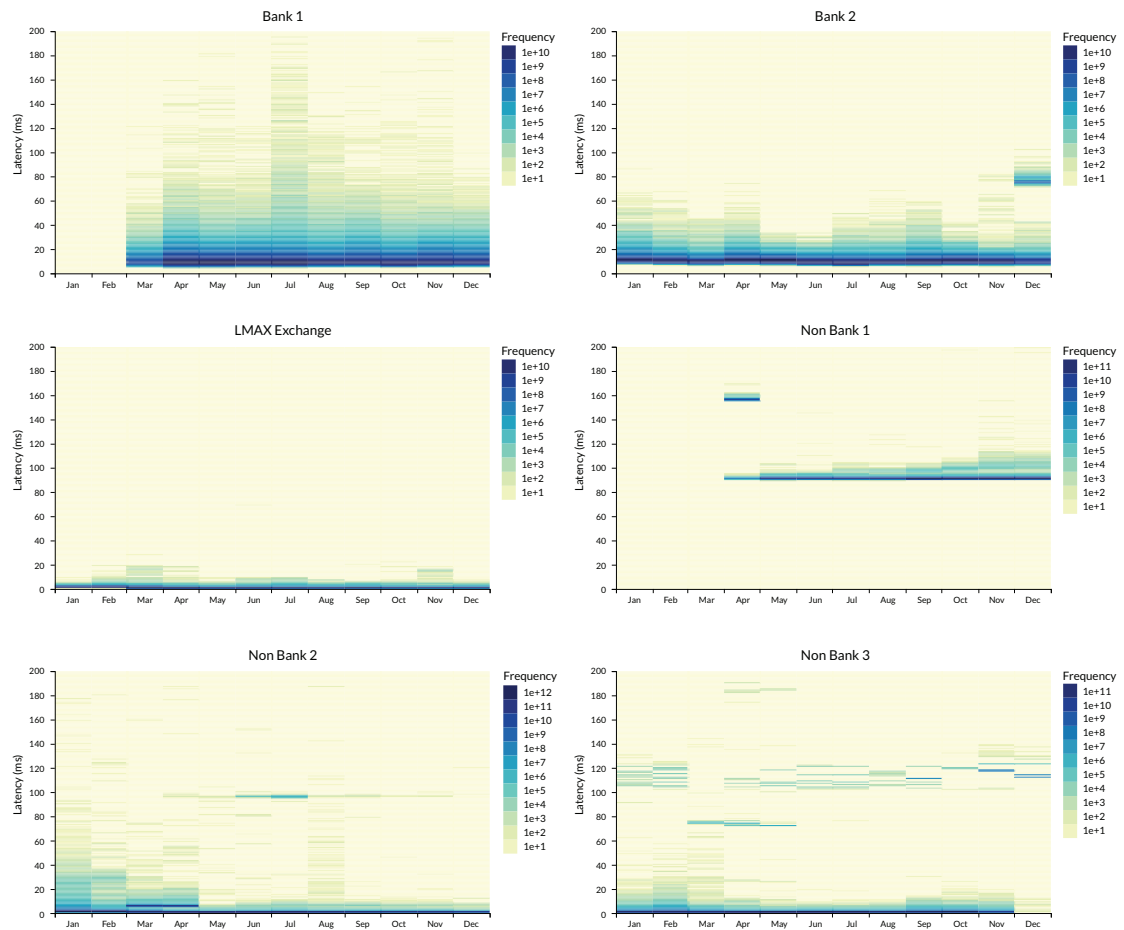 Bank 1
Latency (ms)
200
180
160
140
120
100
80
60
40
20
0
Jan Feb Mar Apr May Jun Jul Aug Sep Oct Nov Dec
Frequency
1e+10
1e+9
1e+8
1e+7
1e+6
1e+5
1e+4
1e+3
1e+2
1e+1
Bank 2
Latency (ms)
200
180
160
140
120
100
80
60
40
20
0
Jan Feb Mar Apr May Jun Jul Aug Sep Oct Nov Dec
Frequency
1e+10
1e+9
1e+8
1e+7
1e+6
1e+5
1e+4
1e+3
1e+2
1e+1
LMAX Exchange
Latency (ms)
200
180
160
140
120
100
80
60
40
20
0
Jan Feb Mar Apr May Jun Jul Aug Sep Oct Nov Dec
Frequency
1e+10
1e+9
1e+8
1e+7
1e+6
1e+5
1e+4
1e+3
1e+2
1e+1
Non Bank 1
Latency (ms)
200
180
160
140
120
100
80
60
40
20
0
Jan Feb Mar Apr May Jun Jul Aug Sep Oct Nov Dec
Frequency
1e+11
1e+10
1e+9
1e+8
1e+7
1e+6
1e+5
1e+4
1e+3
1e+2
1e+1
Non Bank 2
Latency (ms)
200
180
160
140
120
100
80
60
40
20
0
Jan Feb Mar Apr May Jun Jul Aug Sep Oct Nov Dec
Frequency
1e+12
1e+11
1e+10
1e+9
1e+8
1e+7
1e+6
1e+5
1e+4
1e+3
1e+2
1e+1
Non Bank 3
Latency (ms)
200
180
160
140
120
100
80
60
40
20
0
Jan Feb Mar Apr May Jun Jul Aug Sep Oct Nov Dec
Frequency
1e+11
1e+10
1e+9
1e+8
1e+7
1e+6
1e+5
1e+4
1e+3
1e+2
1e+1